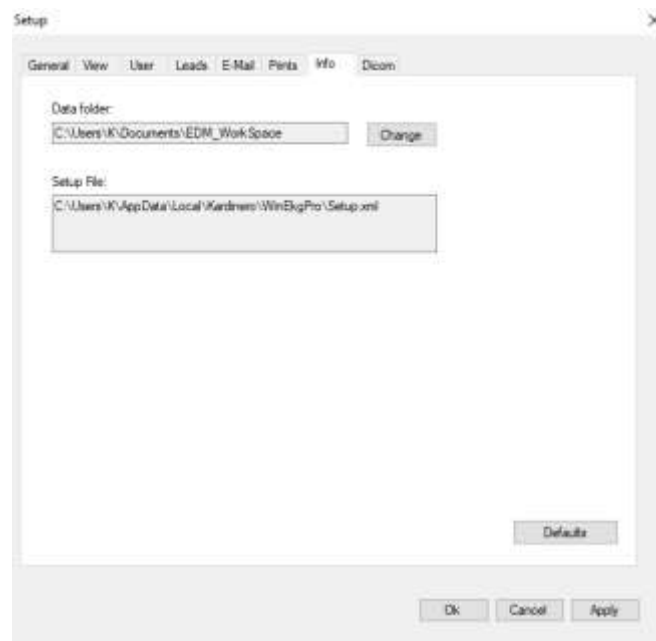 Setup
General View User Leads E-Mail Prints Info Dicom
Data folder:
C:\Users\K\Documents\EDM_WorkSpace
Change
Setup File:
C:\Users\K\AppData\Local\Kardinero\WinEkgPro\Setup.xml
Defaults
Ok Cancel Apply